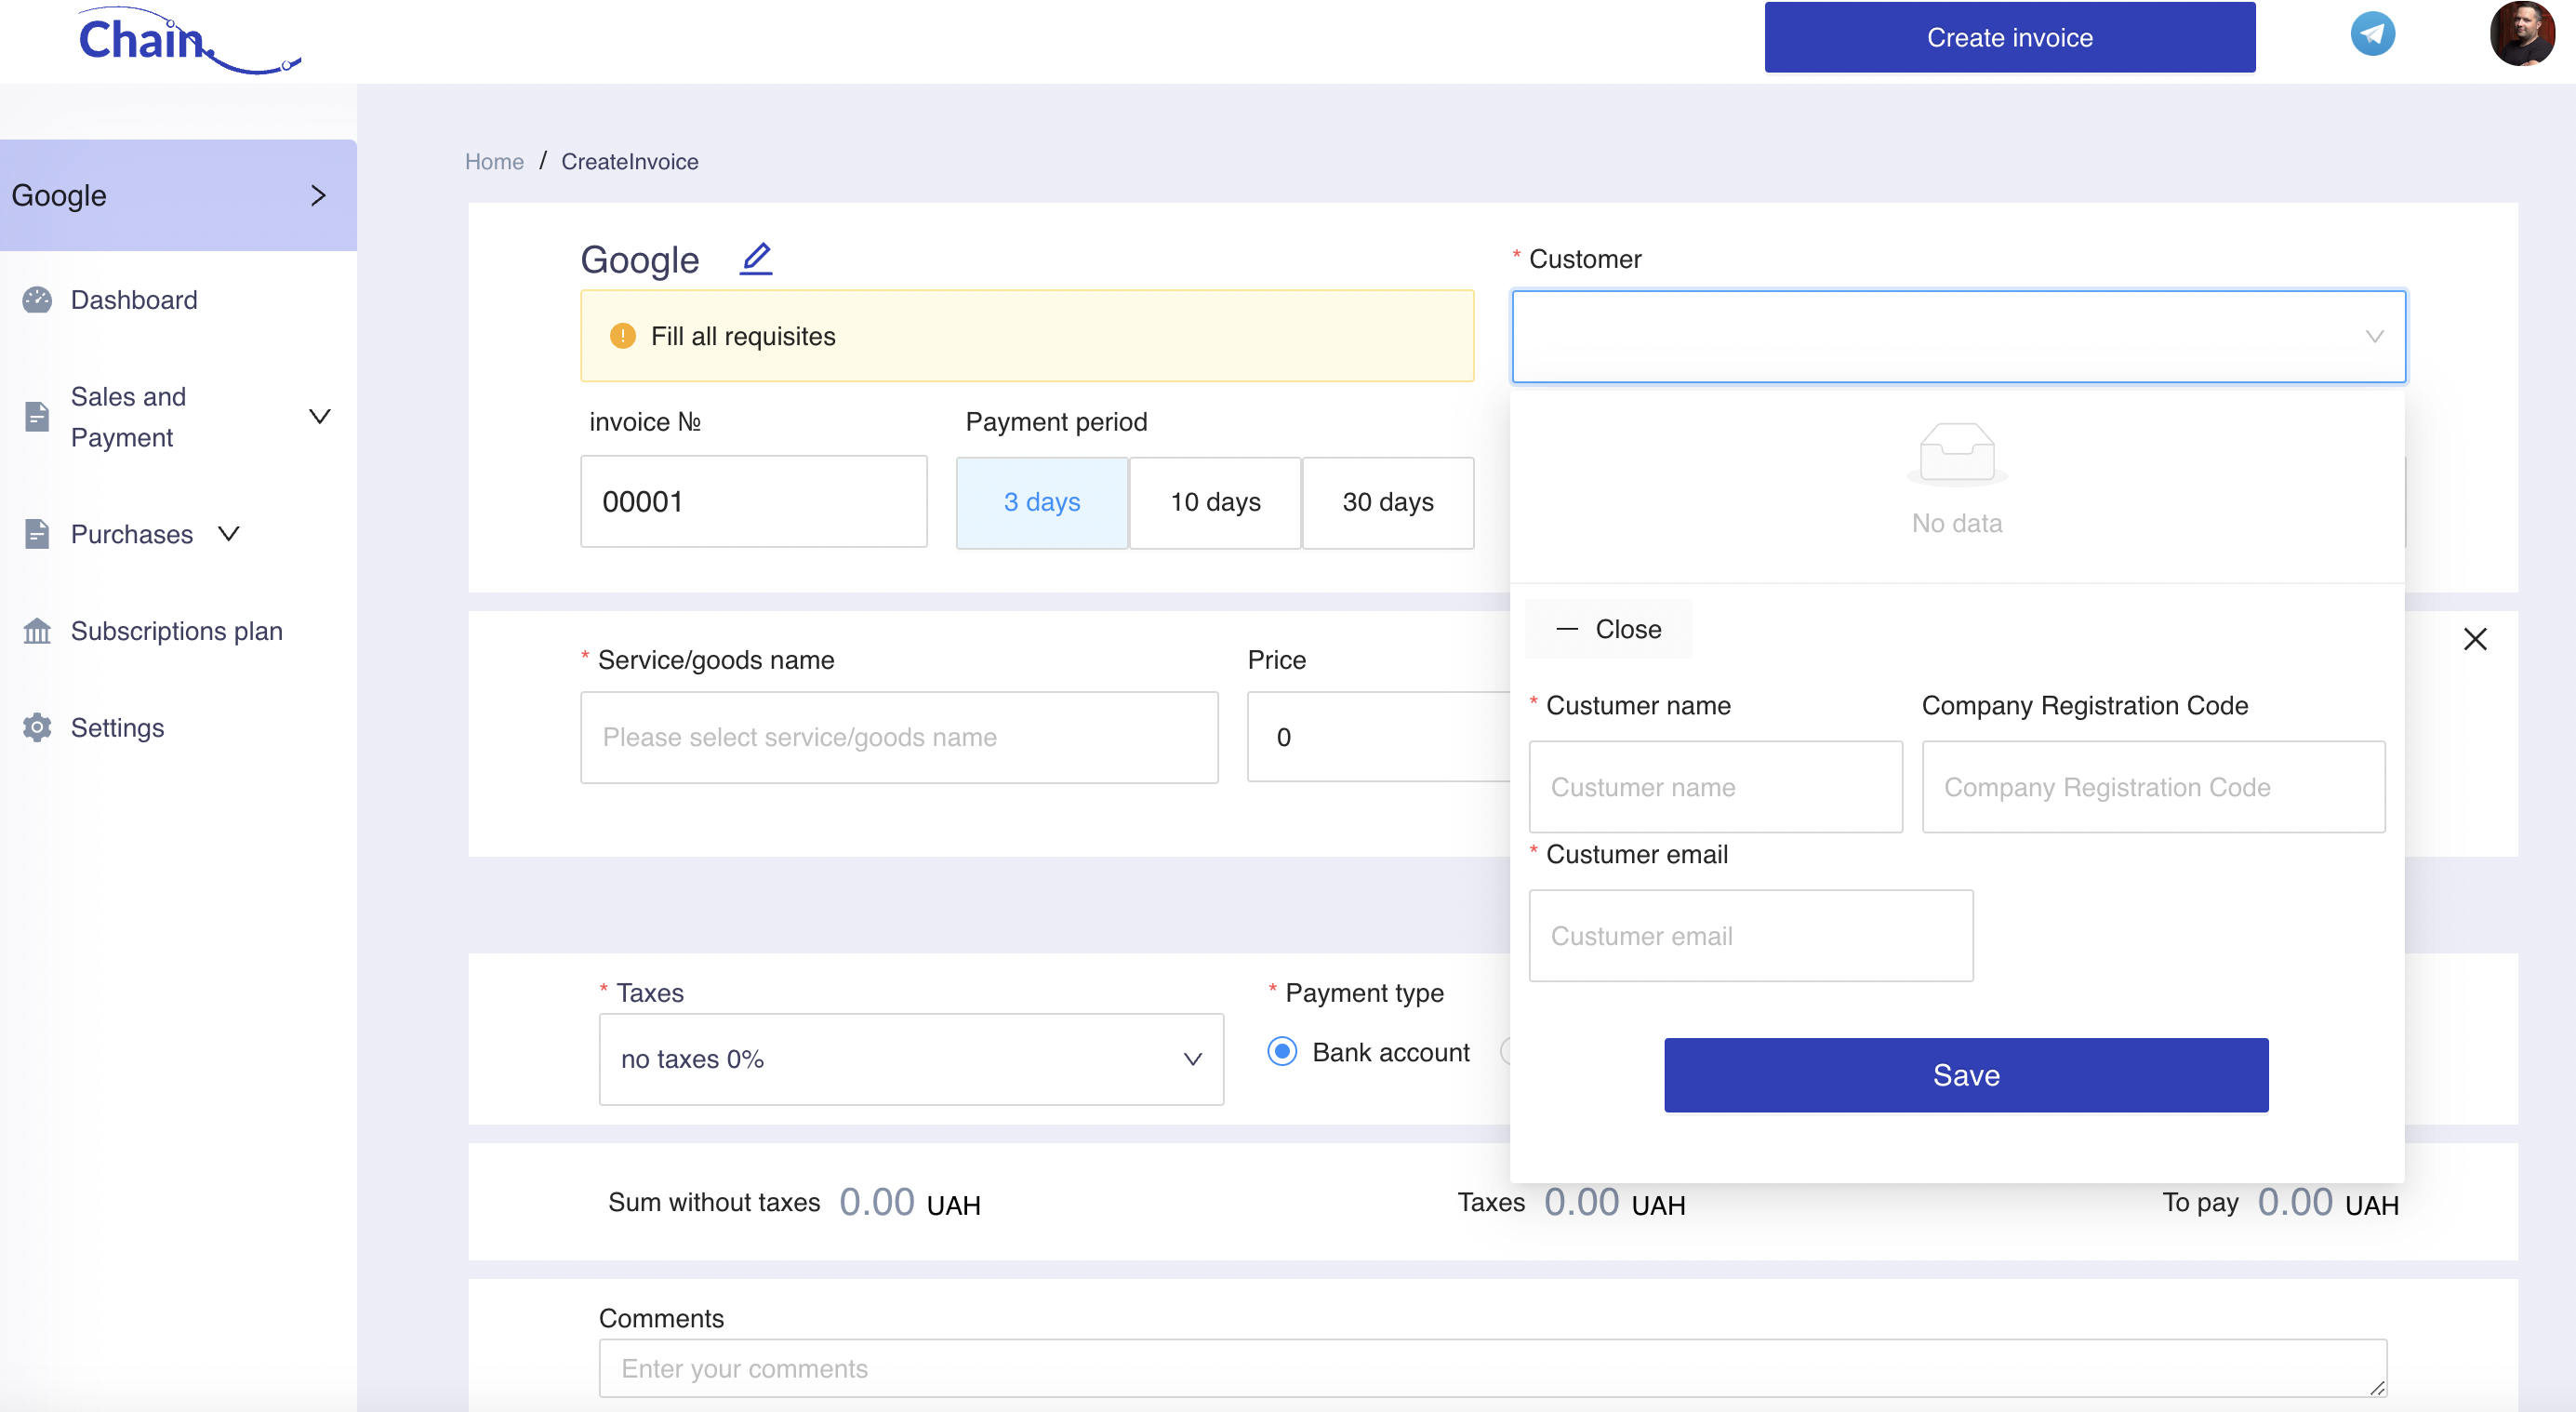 Chain.
Create invoice
Home / CreateInvoice
Google
Dashboard
Sales and
Payment
Purchases
Subscriptions plan
Settings
Google
Fill all requisites
invoice №
00001
Payment period
3 days
10 days
30 days
* Customer
No data
Close
* Custumer name
Custumer name
Company Registration Code
Company Registration Code
* Custumer email
Custumer email
Save
* Service/goods name
Please select service/goods name
Price
0
* Taxes
no taxes 0%
* Payment type
Bank account
Sum without taxes 0.00 UAH
Taxes 0.00 UAH
To pay 0.00 UAH
Comments
Enter your comments